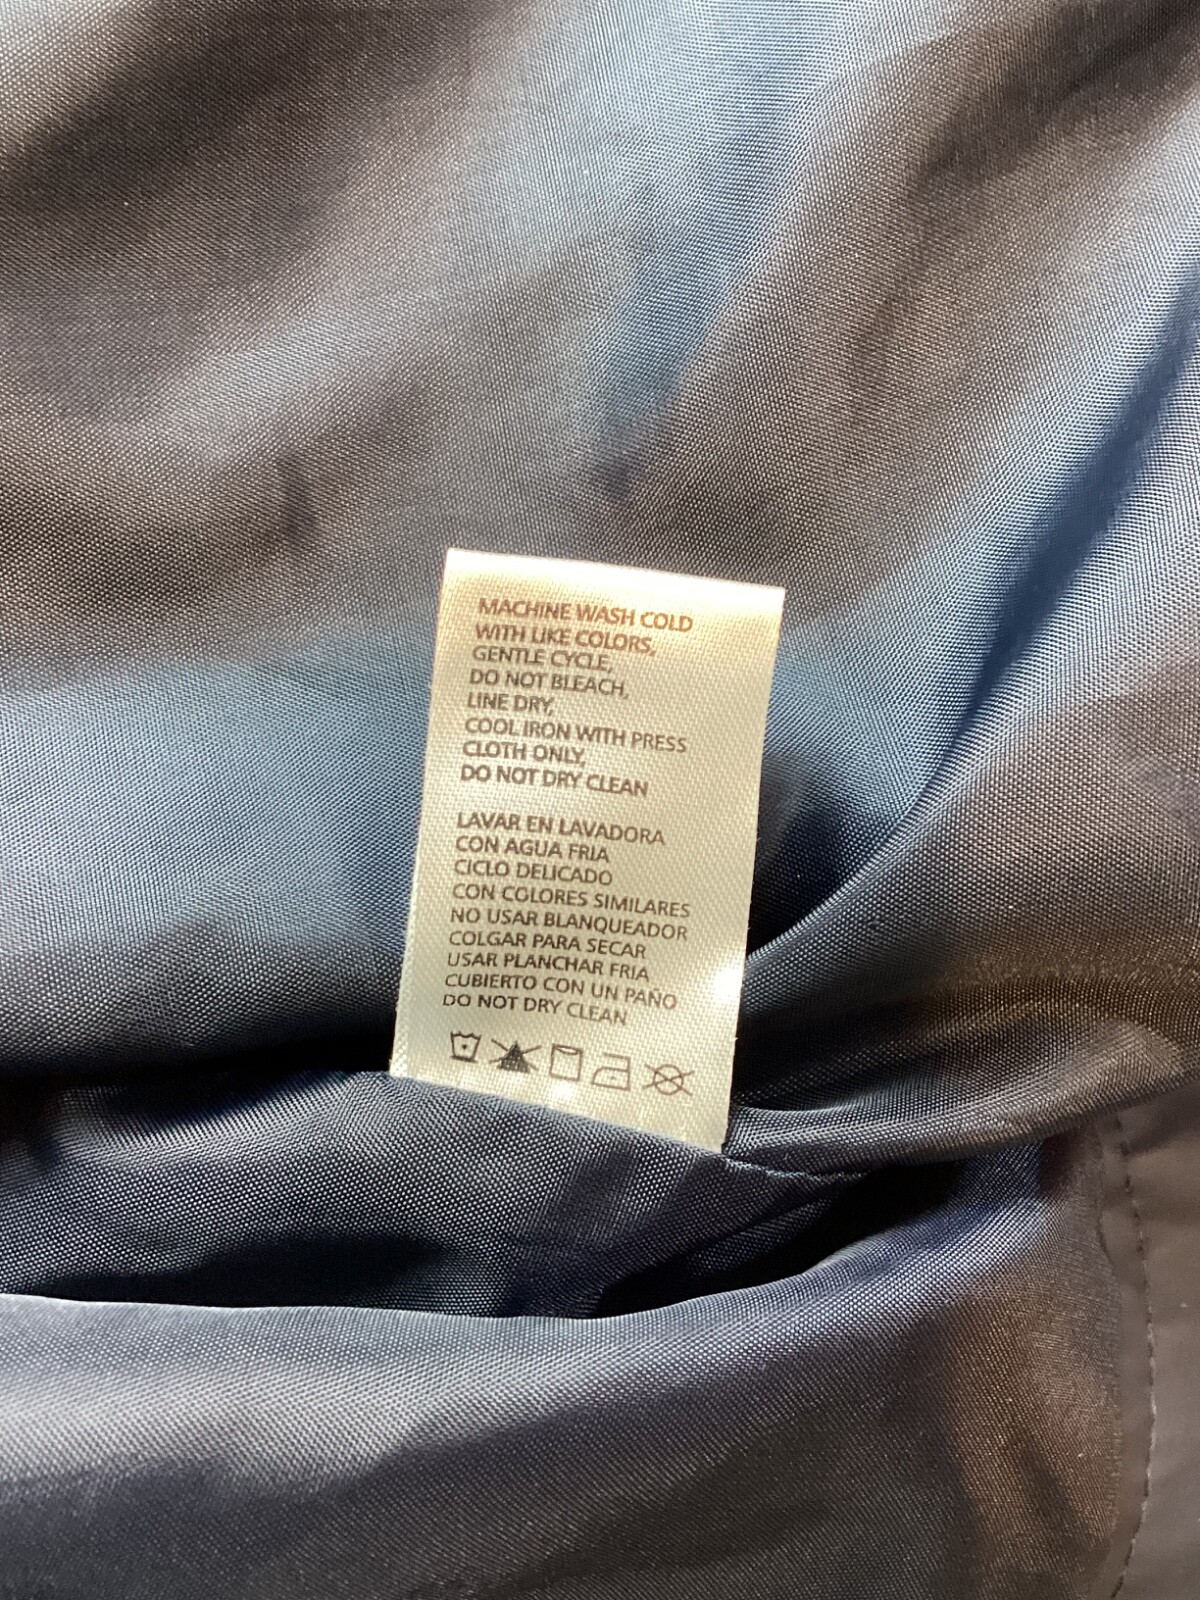 MACHINE WASH COLD
WITH LIKE COLORS,
GENTLE CYCLE,
DO NOT BLEACH,
LINE DRY,
COOL IRON WITH PRESS
CLOTH ONLY,
DO NOT DRY CLEAN
LAVAR EN LAVADORA
CON AGUA FRIA
CICLO DELICADO
CON COLORES SIMILARES
NO USAR BLANQUEADOR
COLGAR PARA SECAR
USAR PLANCHAR FRIA
CUBIERTO CON UN PAÑO
DO NOT DRY CLEAN